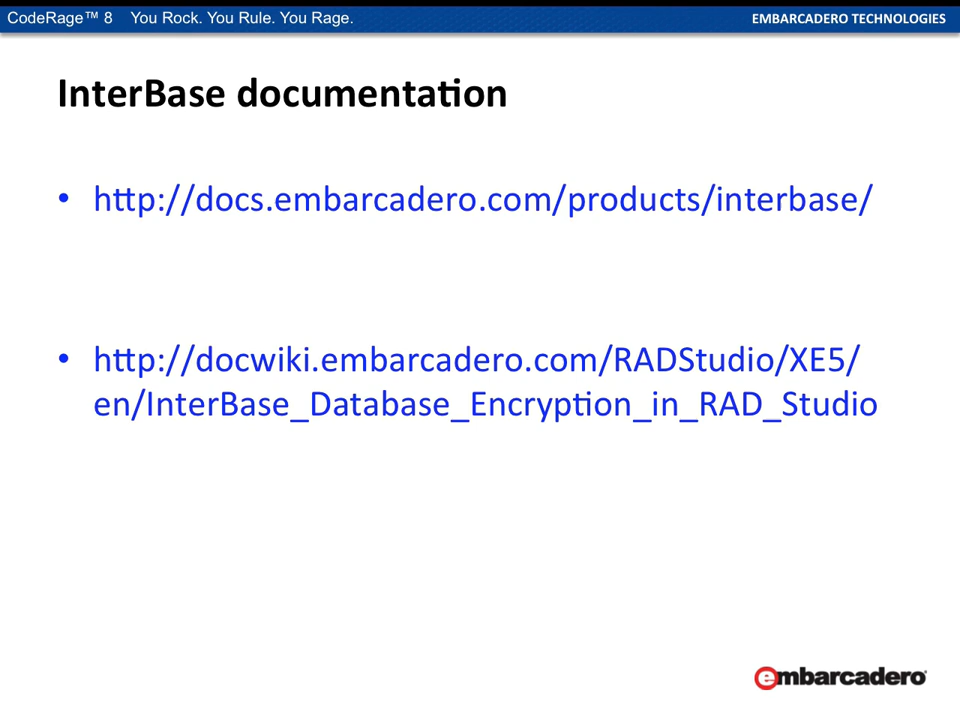 CodeRage™ 8 You Rock. You Rule. You Rage. EMBARCADERO TECHNOLOGIES
InterBase documentation
• http://docs.embarcadero.com/products/interbase/
• http://docwiki.embarcadero.com/RADStudio/XE5/
en/InterBase_Database_Encryption_in_RAD_Studio
embarcadero